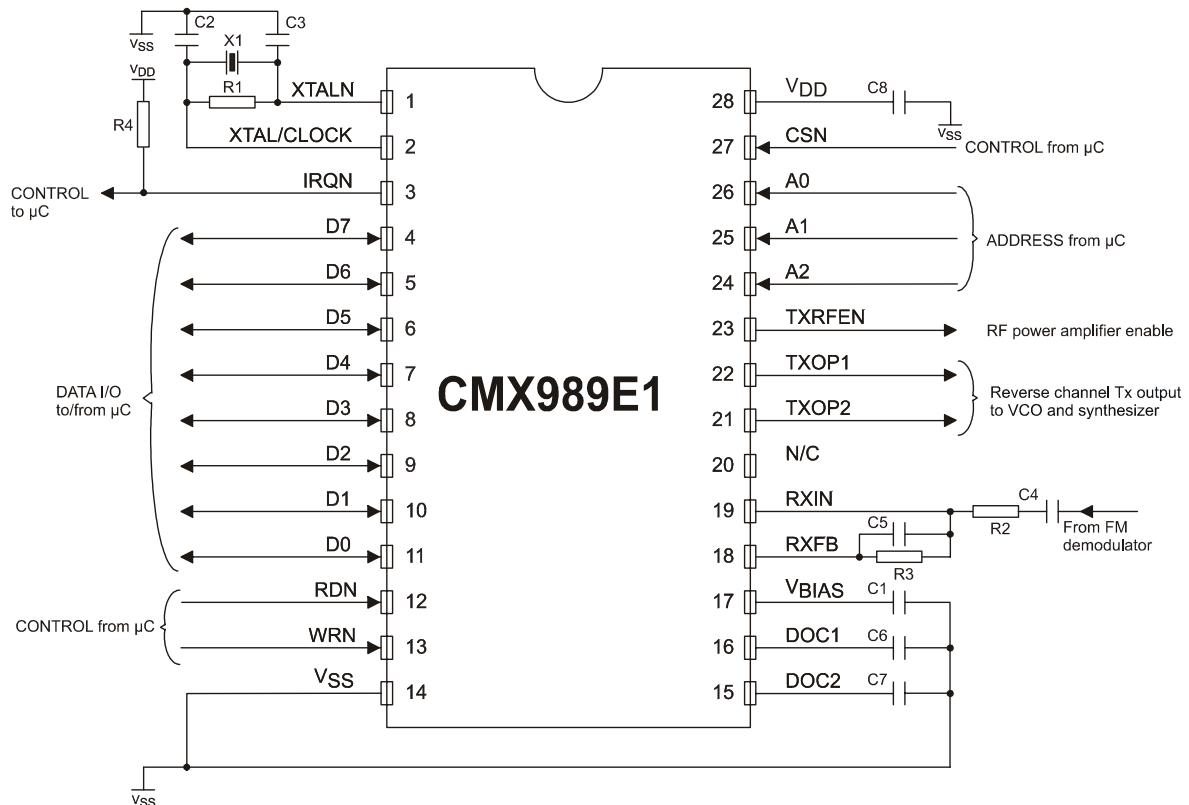 C2
C3
VSS
X1
VDD
R1
R4
XTALN
1
XTAL/CLOCK
2
IRQN
3
CONTROL
to µC
D7
4
D6
5
D5
6
D4
7
D3
8
D2
9
D1
10
D0
11
DATA I/O
to/from µC
RDN
12
WRN
13
CONTROL from µC
VSS
14
VSS
CMX989E1
28
VDD
C8
VSS
27
CSN
CONTROL from µC
26
A0
25
A1
24
A2
ADDRESS from µC
23
TXRFEN
RF power amplifier enable
22
TXOP1
21
TXOP2
Reverse channel Tx output
to VCO and synthesizer
20
N/C
19
RXIN
R2
C4
From FM
demodulator
18
RXFB
C5
R3
17
VBIAS
C1
16
DOC1
C6
15
DOC2
C7